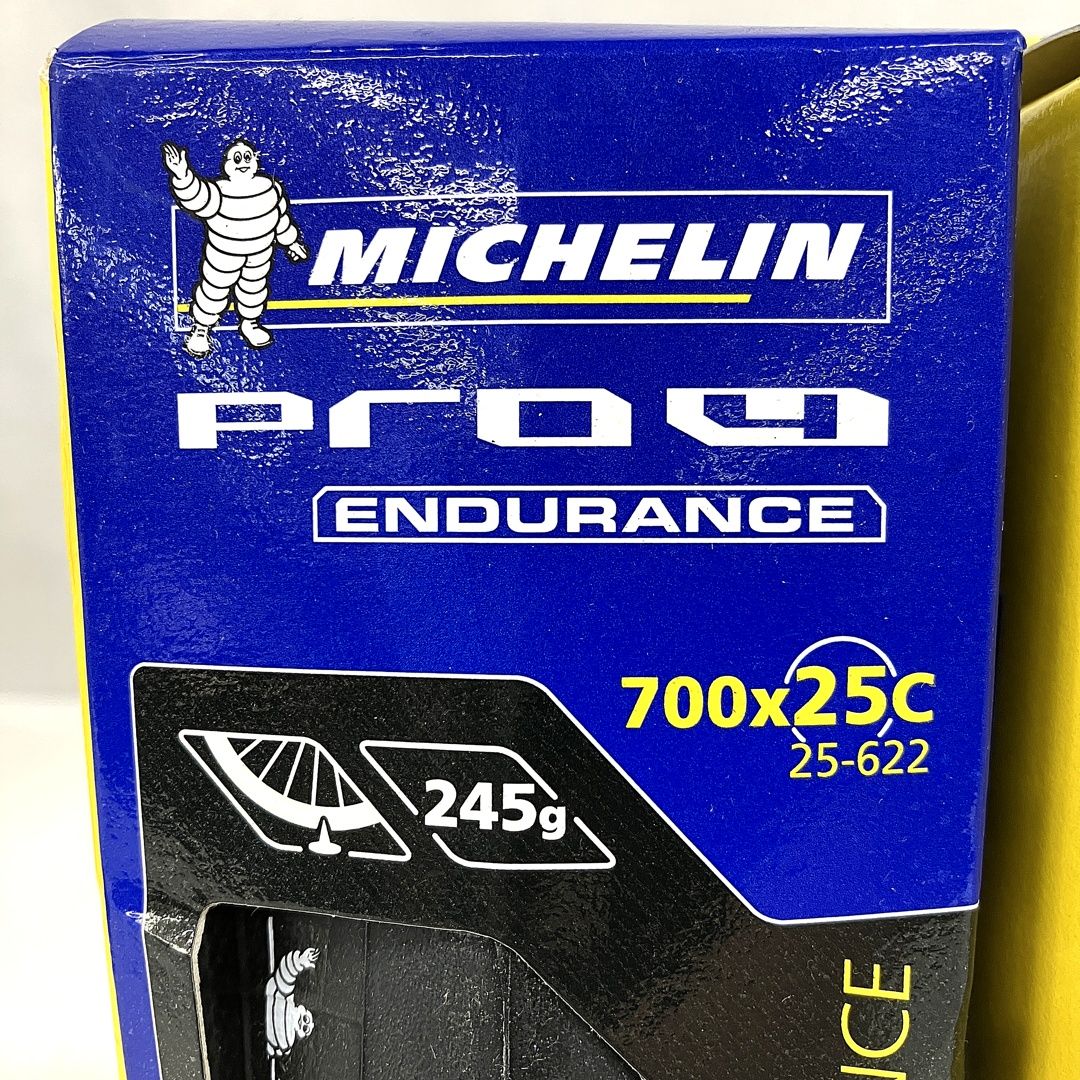 MICHELIN
PRO4
ENDURANCE
700x25C
25-622
245g